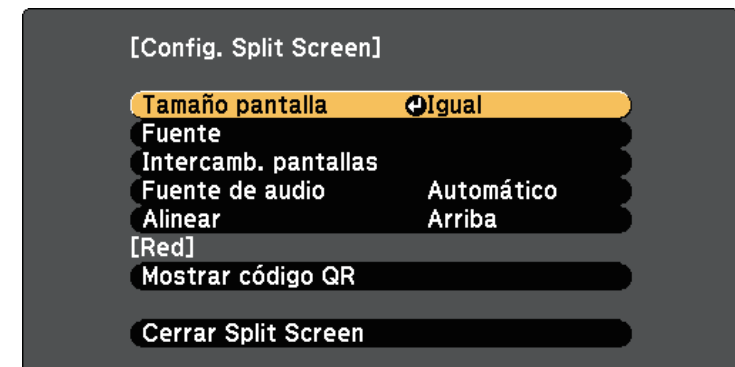 [Config. Split Screen]
Tamaño pantalla Igual
Fuente
Intercamb. pantallas
Fuente de audio Automático
Alinear Arriba
[Red]
Mostrar código QR
Cerrar Split Screen